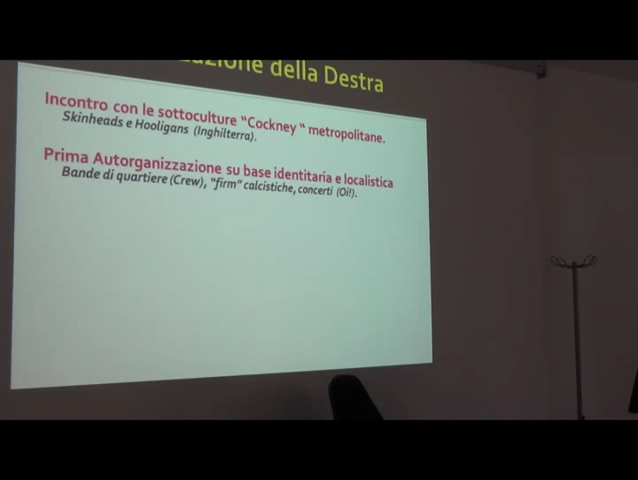 della Destra
Incontro con le sottoculture "Cockney " metropolitane.
Skinheads e Hooligans (Inghilterra).
Prima Autorganizzazione su base identitaria e localistica
Bande di quartiere (Crew), "firm" calcistiche, concerti (Oi!).